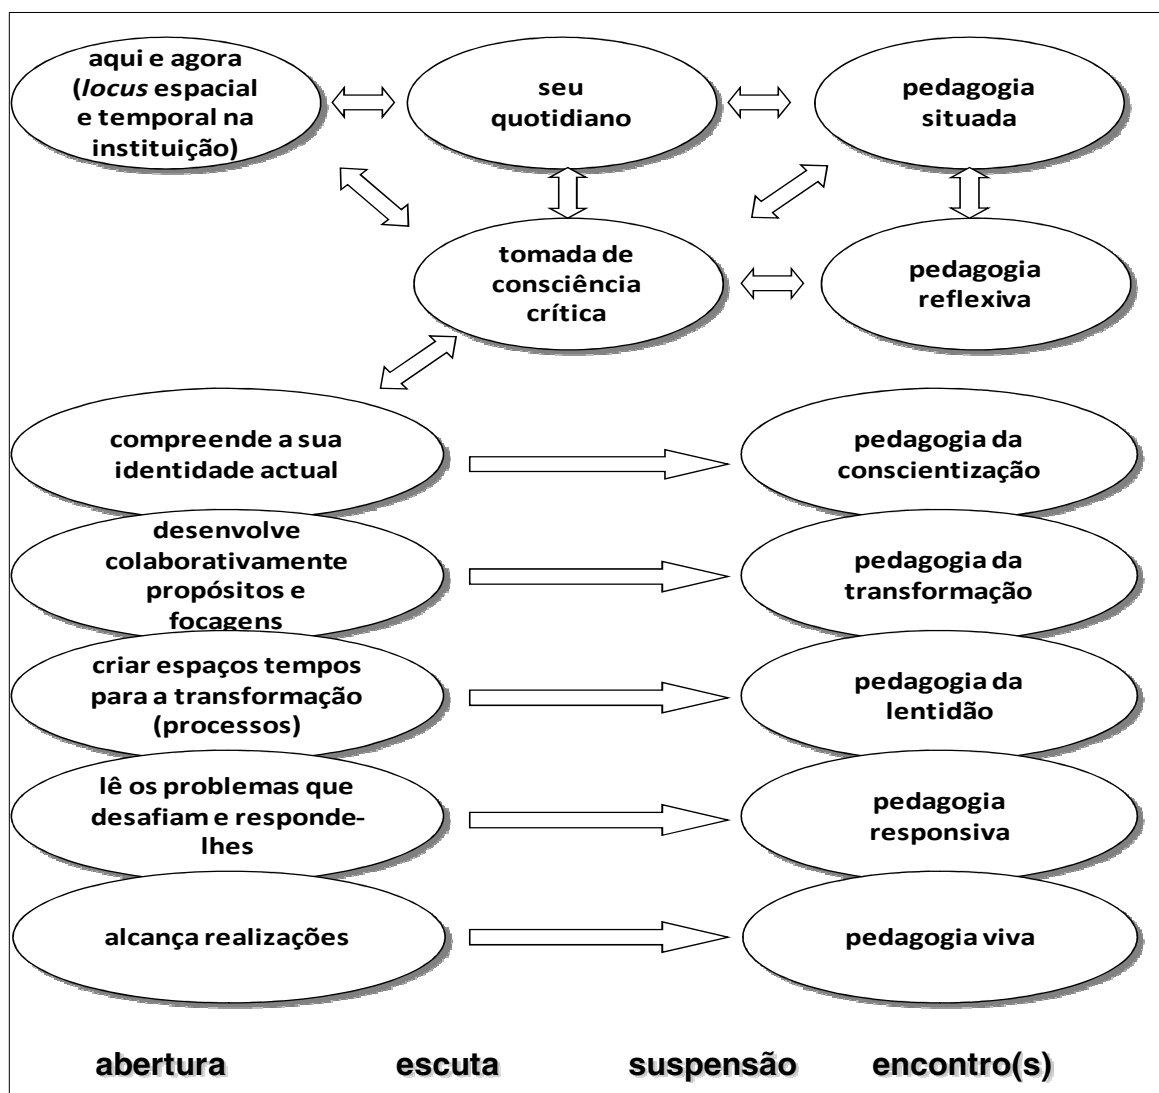 aqui e agora
(locus espacial
e temporal na
instituição)
seu
quotidiano
pedagogia
situada
tomada de
consciência
crítica
pedagogia
reflexiva
compreende a sua
identidade actual
pedagogia da
conscientização
desenvolve
colaborativamente
propósitos e
focagens
pedagogia da
transformação
criar espaços tempos
para a transformação
(processos)
pedagogia da
lentidão
lê os problemas que
desafiam e responde-
lhes
pedagogia
responsiva
alcança realizações
pedagogia viva
abertura escuta suspensão encontro(s)